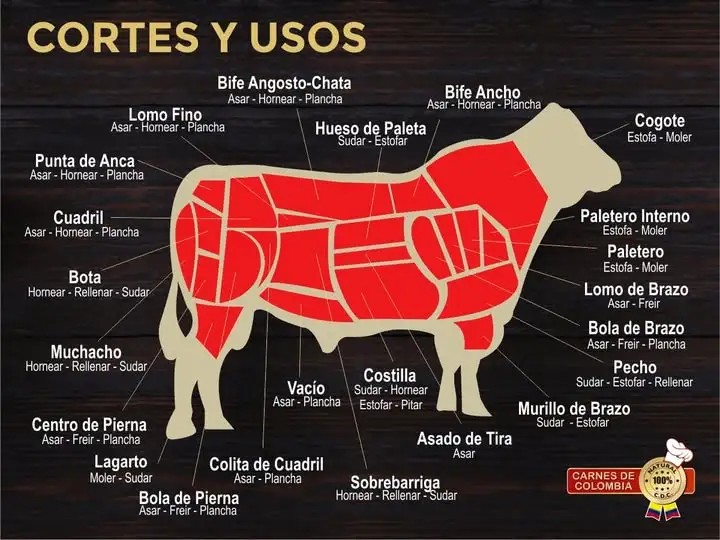 CORTES Y USOS
Bife Angosto-Chata
Asar - Hornear - Plancha
Bife Ancho
Asar - Hornear - Plancha
Lomo Fino
Asar - Hornear - Plancha
Hueso de Paleta
Sudar - Estofar
Cogote
Estofa - Moler
Punta de Anca
Asar - Hornear - Plancha
Cuadril
Asar - Hornear - Plancha
Paletero Interno
Estofa - Moler
Paletero
Estofa - Moler
Bota
Hornear - Rellenar - Sudar
Lomo de Brazo
Asar - Freir
Bola de Brazo
Asar - Freir - Plancha
Muchacho
Hornear - Rellenar - Sudar
Pecho
Sudar - Estofar - Rellenar
Vacío
Asar - Plancha
Costilla
Sudar - Hornear
Estofar - Pitar
Murillo de Brazo
Sudar - Estofar
Centro de Pierna
Asar - Freir - Plancha
Asado de Tira
Asar
Lagarto
Moler - Sudar
Colita de Cuadril
Asar - Plancha
Sobrebarriga
Hornear - Rellenar - Sudar
Bola de Pierna
Asar - Freir - Plancha
CARNES DE
COLOMBIA
NATURAL
100%
C.D.C.